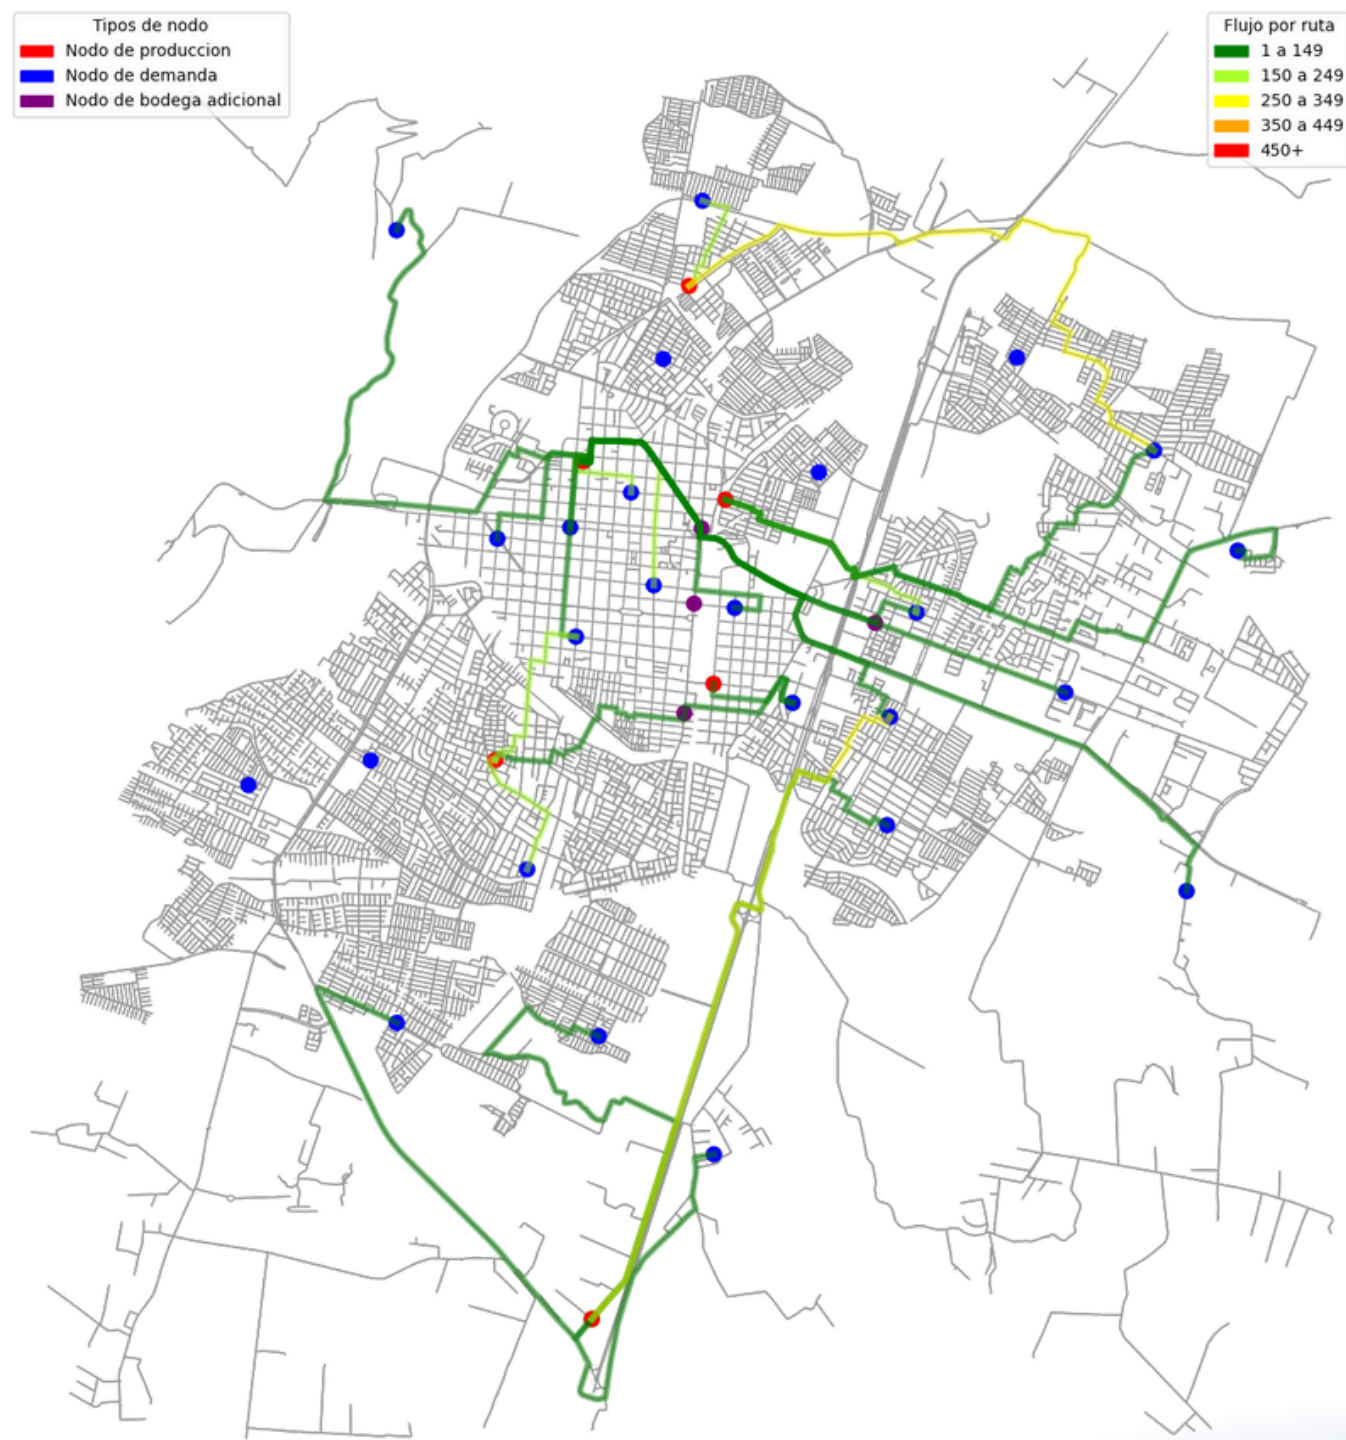 Tipos de nodo
Nodo de produccion
Nodo de demanda
Nodo de bodega adicional
Flujo por ruta
1 a 149
150 a 249
250 a 349
350 a 449
450+